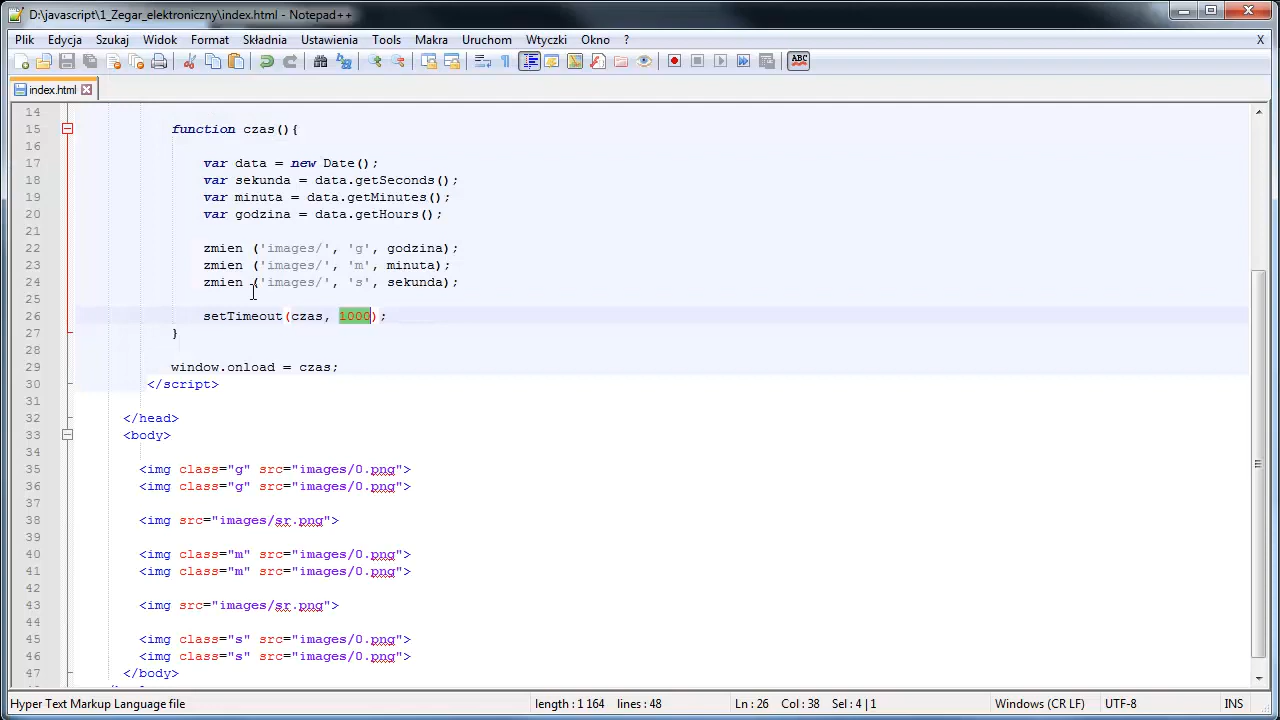 D:\javascript\1_Zegar_elektroniczny\index.html - Notepad++
Plik Edycja Szukaj Widok Format Składnia Ustawienia Tools Makra Uruchom Wtyczki Okno ? X
ABC
index.html
14
15 function czas(){
16
17 var data = new Date();
18 var sekunda = data.getSeconds();
19 var minuta = data.getMinutes();
20 var godzina = data.getHours();
21
22 zmien ('images/', 'g', godzina);
23 zmien ('images/', 'm', minuta);
24 zmien ('images/', 's', sekunda);
25
26 setTimeout(czas, 1000);
27 }
28
29 window.onload = czas;
30 </script>
31
32 </head>
33 <body>
34
35 <img class="g" src="images/0.png">
36 <img class="g" src="images/0.png">
37
38 <img src="images/sr.png">
39
40 <img class="m" src="images/0.png">
41 <img class="m" src="images/0.png">
42
43 <img src="images/sr.png">
44
45 <img class="s" src="images/0.png">
46 <img class="s" src="images/0.png">
47 </body>
Hyper Text Markup Language file length : 1 164 lines : 48 Ln : 26 Col : 38 Sel : 4 | 1 Windows (CR LF) UTF-8 INS